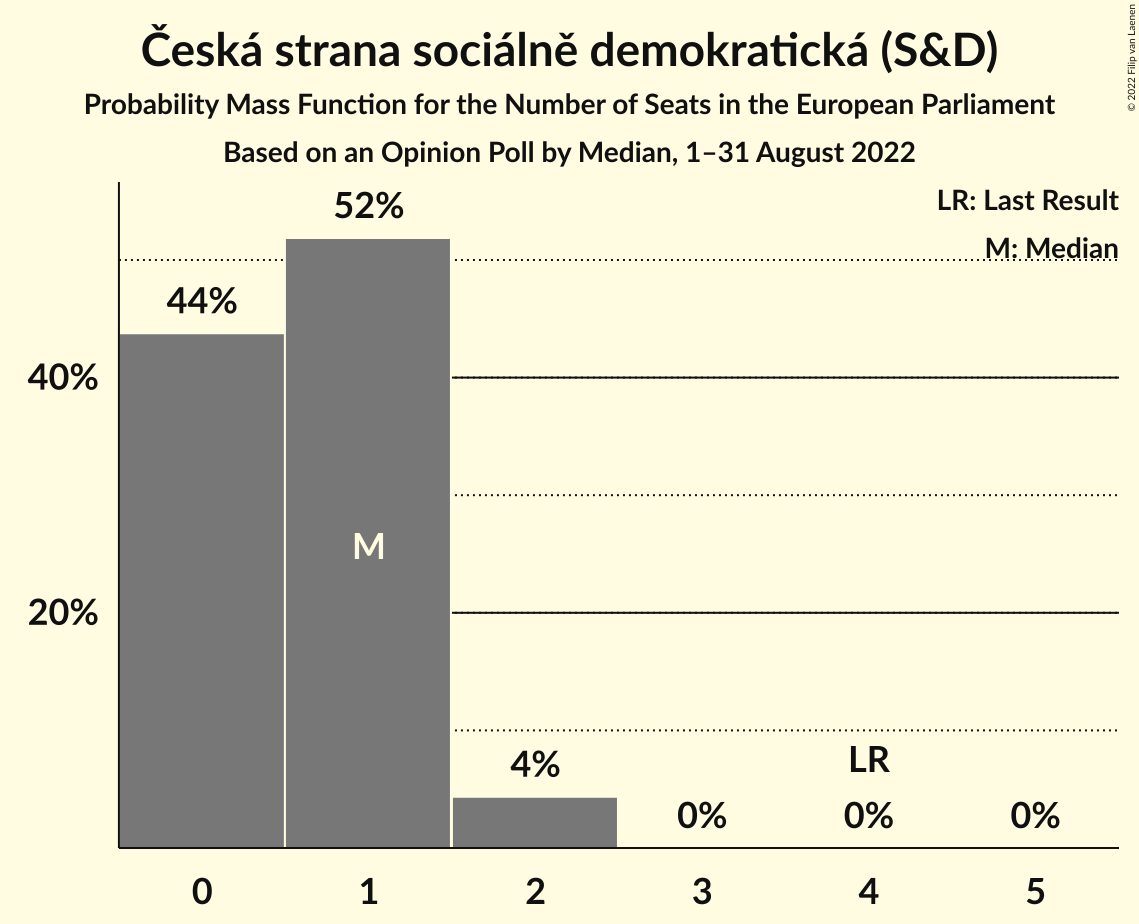 Česká strana sociálně demokratická (S&D)
Probability Mass Function for the Number of Seats in the European Parliament
Based on an Opinion Poll by Median, 1–31 August 2022
© 2022 Filip van Laenen
LR: Last Result
M: Median
52%
44%
40%
M
20%
4%
LR
0%
0%
0%
0
1
2
3
4
5